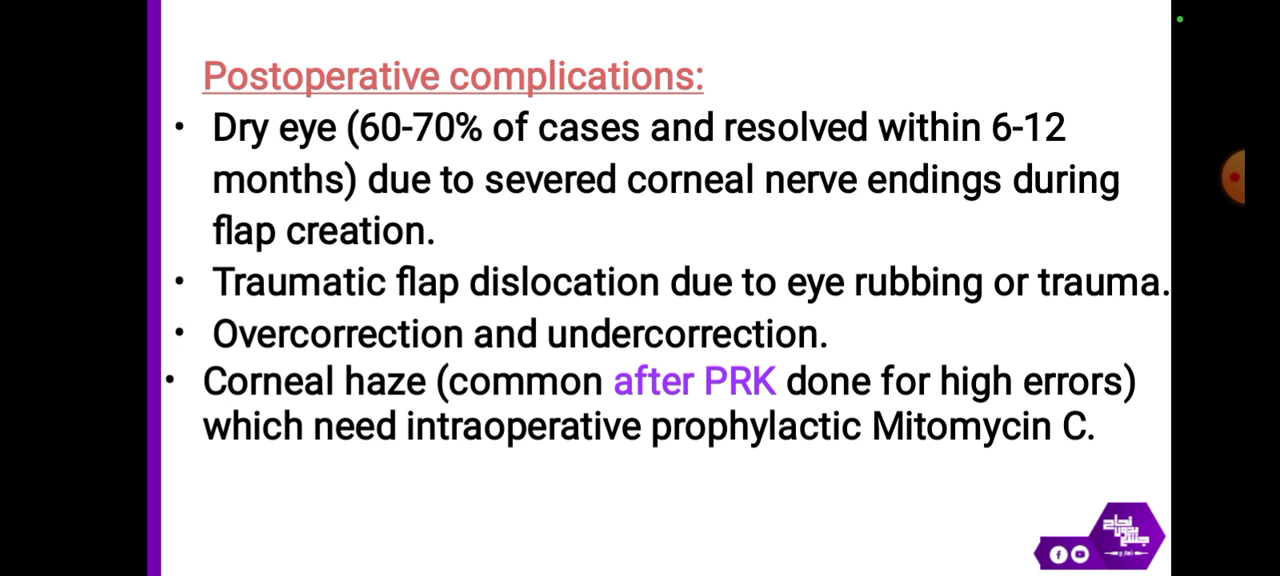 Postoperative complications:
• Dry eye (60-70% of cases and resolved within 6-12
months) due to severed corneal nerve endings during
flap creation.
• Traumatic flap dislocation due to eye rubbing or trauma.
• Overcorrection and undercorrection.
• Corneal haze (common after PRK done for high errors)
which need intraoperative prophylactic Mitomycin C.